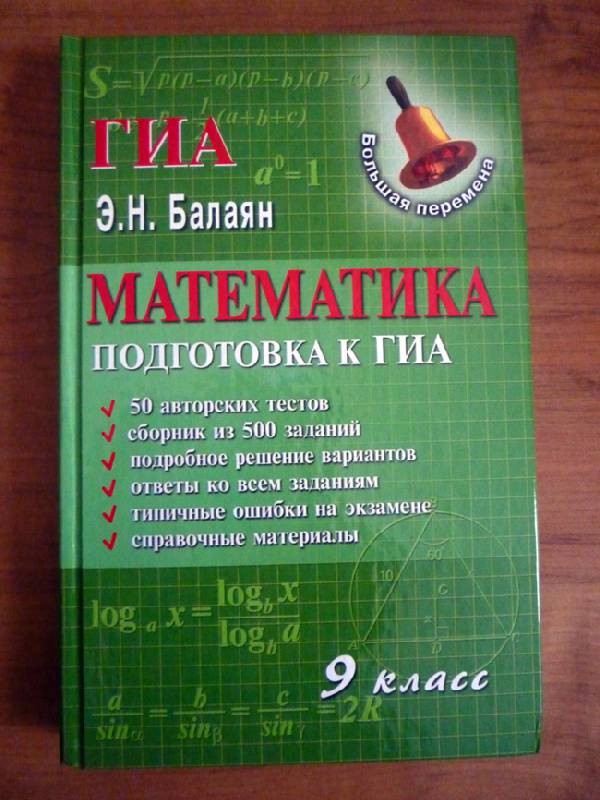 S=√p(p-a)(p-b)(p-c)
(a+b+c)
ГИА
a⁰=1
Большая перемена
Э.Н. Балаян
МАТЕМАТИКА
ПОДГОТОВКА К ГИА
50 авторских тестов
сборник из 500 заданий
подробное решение вариантов
ответы ко всем заданиям
типичные ошибки на экзамене
справочные материалы
B
60°
10
C
A
D
logₐ x = log_b x / log_b a
9 класс
a/sinα = b/sinβ = c/sinγ = 2R